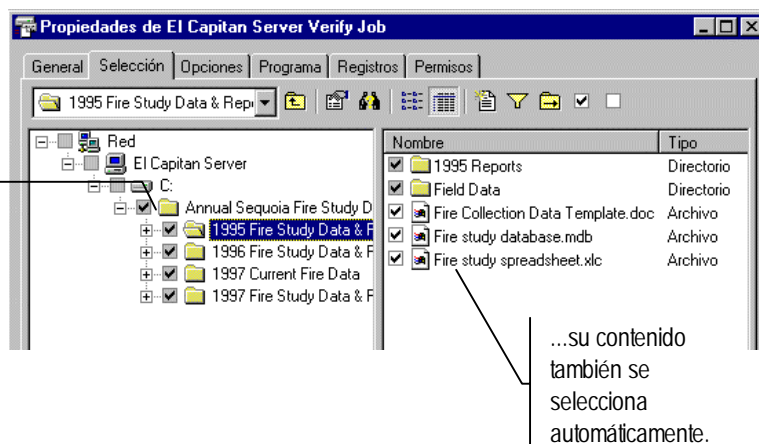 Propiedades de El Capitan Server Verify Job
General Selección Opciones Programa Registros Permisos
1995 Fire Study Data & Repo
Red
El Capitan Server
C:
Annual Sequoia Fire Study D
1995 Fire Study Data & F
1996 Fire Study Data & F
1997 Current Fire Data
1997 Fire Study Data & F
Nombre Tipo
1995 Reports Directorio
Field Data Directorio
Fire Collection Data Template.doc Archivo
Fire study database.mdb Archivo
Fire study spreadsheet.xlc Archivo
...su contenido
también se
selecciona
automáticamente.